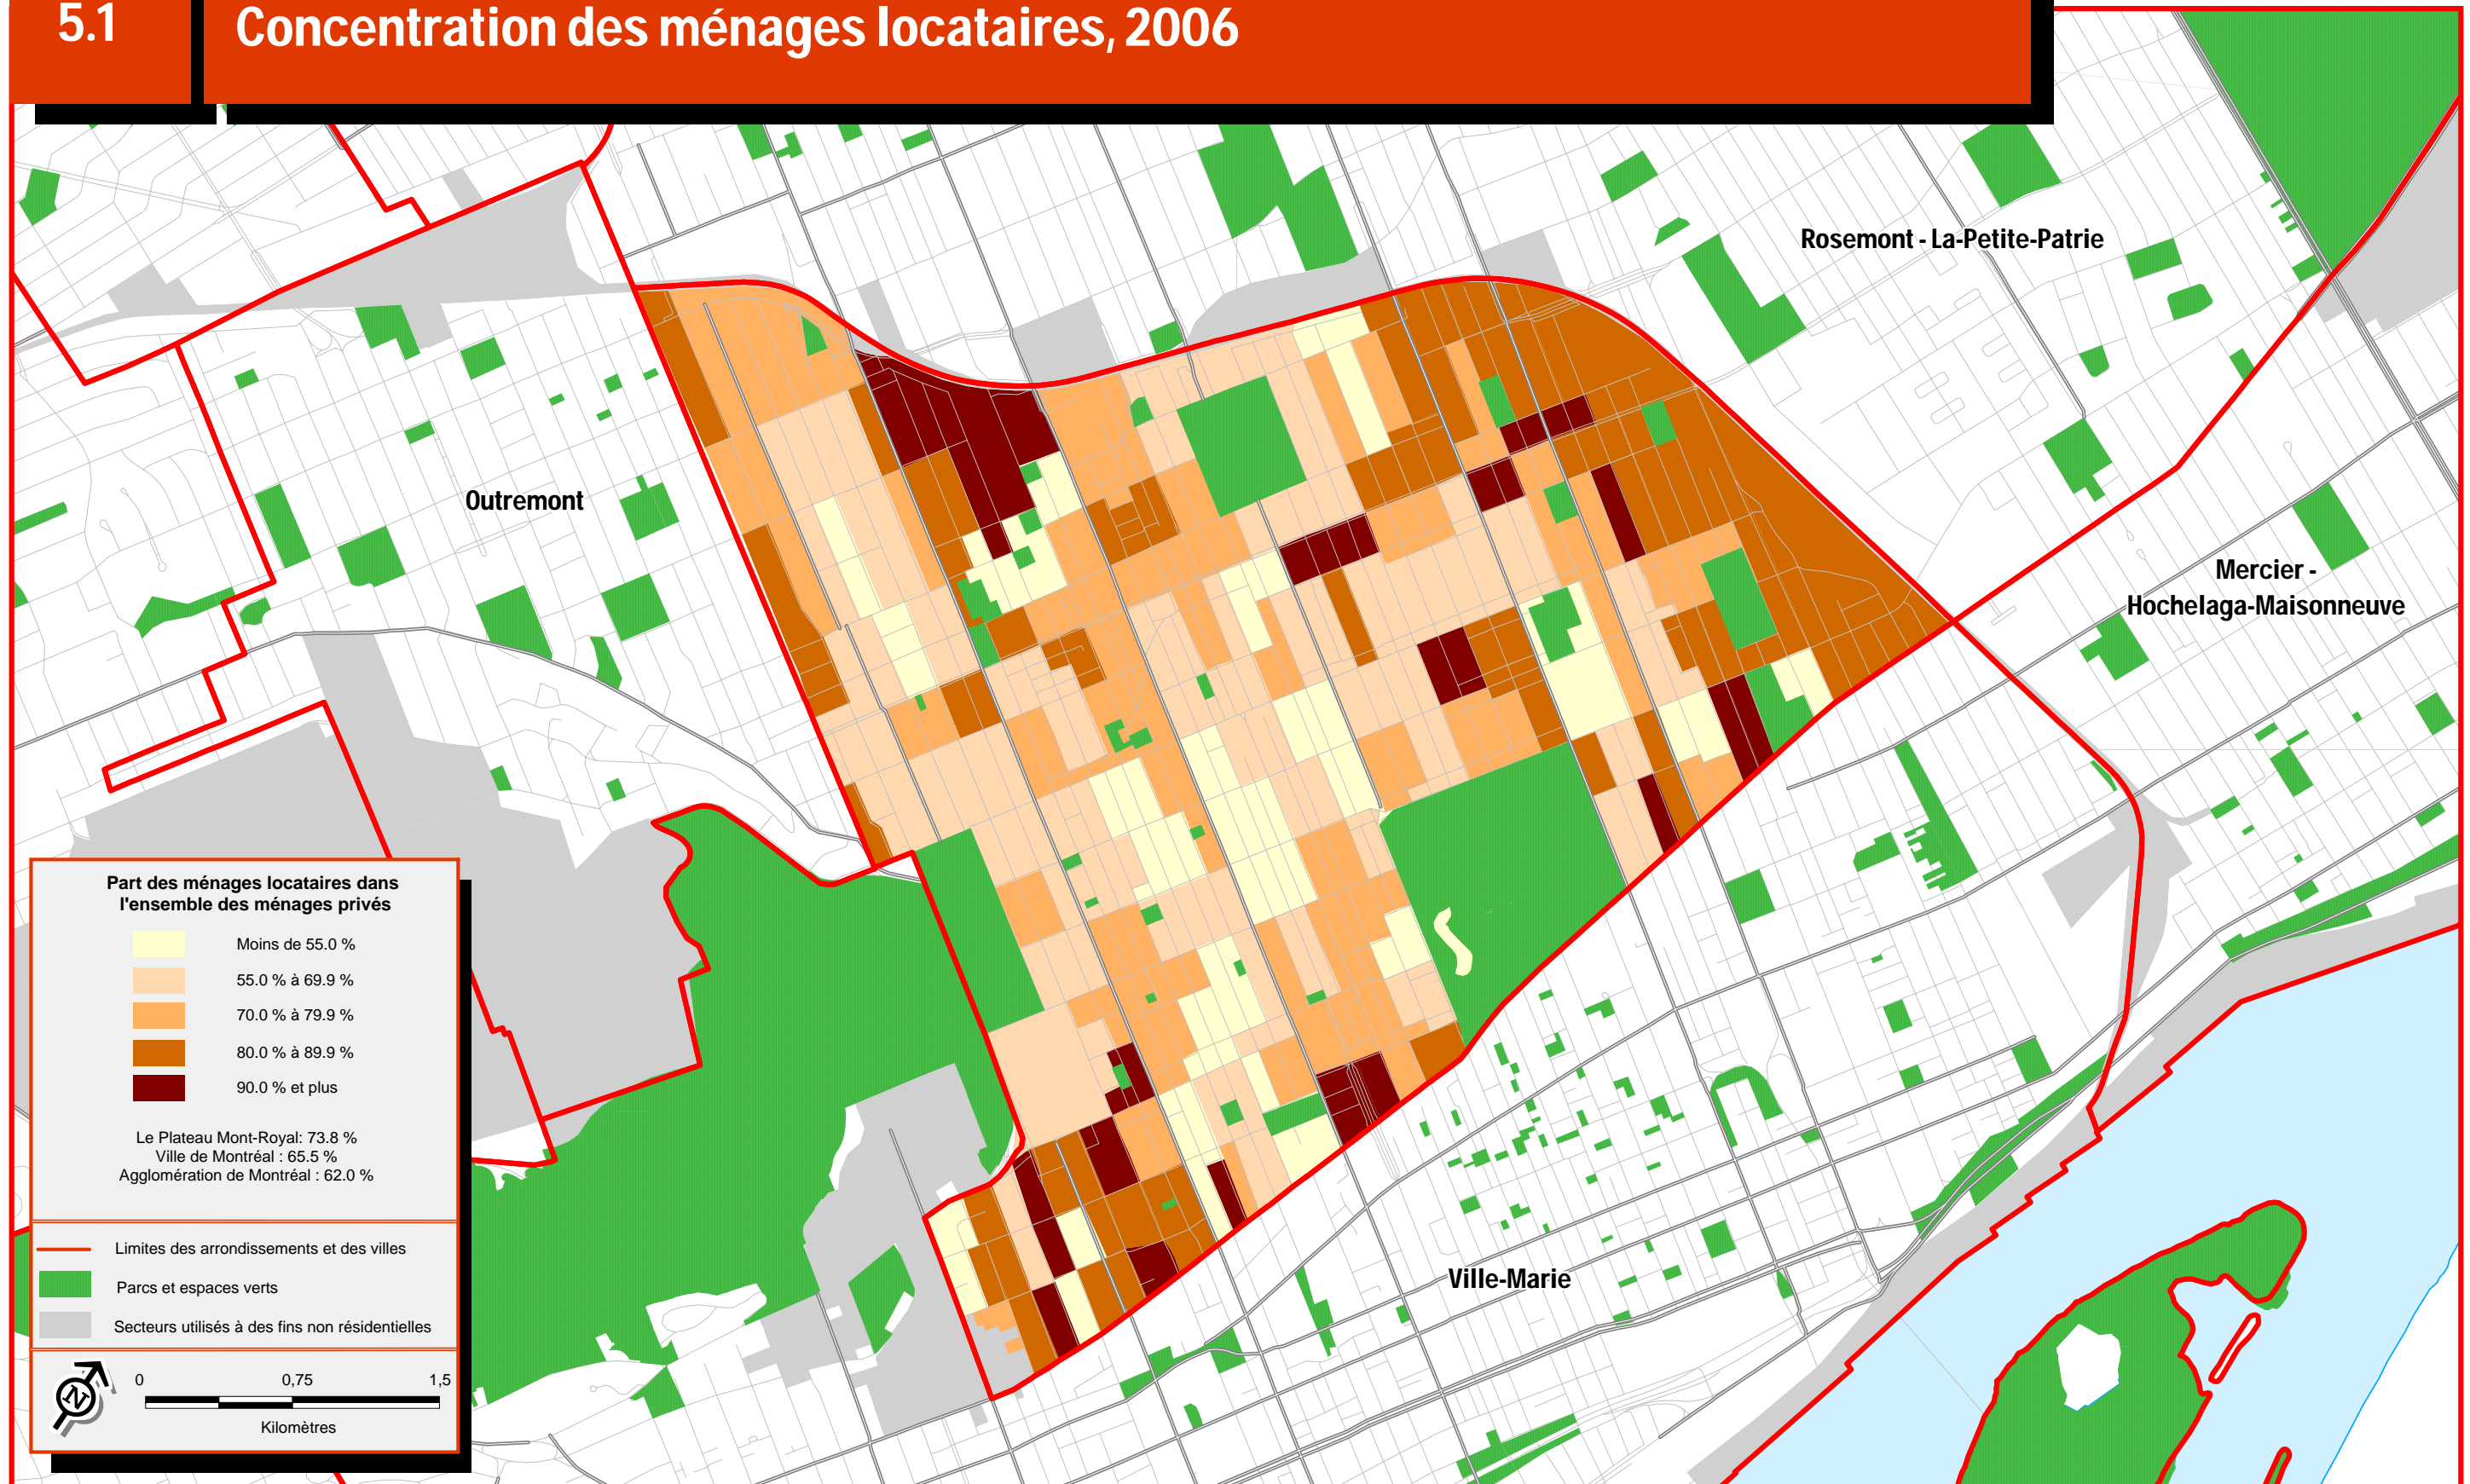 5.1
Concentration des ménages locataires, 2006
Rosemont - La-Petite-Patrie
Outremont
Mercier -
Hochelaga-Maisonneuve
Ville-Marie
Part des ménages locataires dans
l'ensemble des ménages privés
Moins de 55.0 %
55.0 % à 69.9 %
70.0 % à 79.9 %
80.0 % à 89.9 %
90.0 % et plus
Le Plateau Mont-Royal: 73.8 %
Ville de Montréal : 65.5 %
Agglomération de Montréal : 62.0 %
Limites des arrondissements et des villes
Parcs et espaces verts
Secteurs utilisés à des fins non résidentielles
N
0 0,75 1,5
Kilomètres